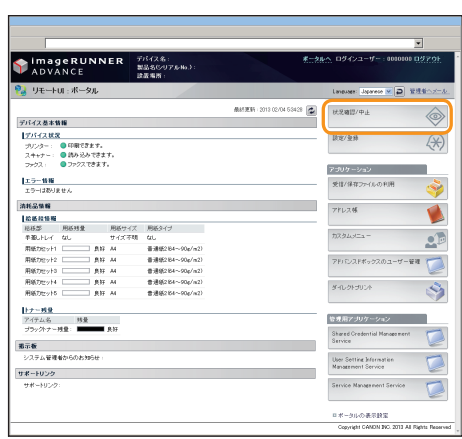 imageRUNNER
ADVANCE
デバイス名:
製品名(シリアルNo.):
設置場所:
ポータルへ ログインユーザー: 0000000 ログアウト
リモートUI : ポータル
Language: Japanese 管理者へメール
最終更新 : 2013 02/04 5:34:28
デバイス基本情報
デバイス状況
プリンター: 印刷できます。
スキャナー: 読み込みできます。
ファクス: ファクスできます。
エラー情報
エラーはありません
消耗品情報
給紙段情報
給紙部 用紙残量 用紙サイズ 用紙タイプ
手差しトレイ なし サイズ不明 なし
用紙カセット1 良好 A4 普通紙2(64〜90g/m2)
用紙カセット2 良好 A4 普通紙2(64〜90g/m2)
用紙カセット3 良好 A4 普通紙2(64〜90g/m2)
用紙カセット4 良好 A4 普通紙2(64〜90g/m2)
用紙カセット5 良好 A4 普通紙2(64〜90g/m2)
トナー残量
アイテム名 残量
ブラックトナー残量: 良好
掲示板
システム管理者からのお知らせ:
サポートリンク
サポートリンク:
状況確認/中止
設定/登録
アプリケーション
受信/保存ファイルの利用
アドレス帳
カスタムメニュー
アドバンスドボックスのユーザー管理
ダイレクトプリント
管理用アプリケーション
Shared Credential Management
Service
User Setting Information
Management Service
Service Management Service
ポータルの表示設定
Copyright CANON INC. 2013 All Rights Reserved